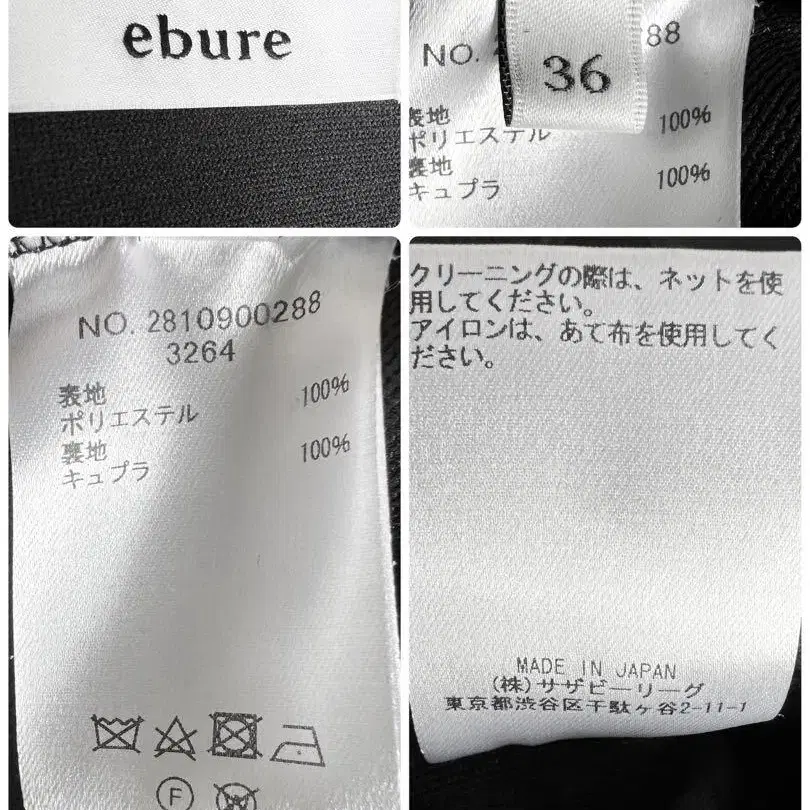 ebure
NO. 88
36
表地
ポリエステル 100%
裏地
キュプラ 100%
NO. 2810900288
3264
表地
ポリエステル 100%
裏地
キュプラ 100%
F
W
クリーニングの際は、ネットを使
用してください。
アイロンは、あて布を使用してく
ださい。
MADE IN JAPAN
(株)サザビーリーグ
東京都渋谷区千駄ヶ谷2-11-1